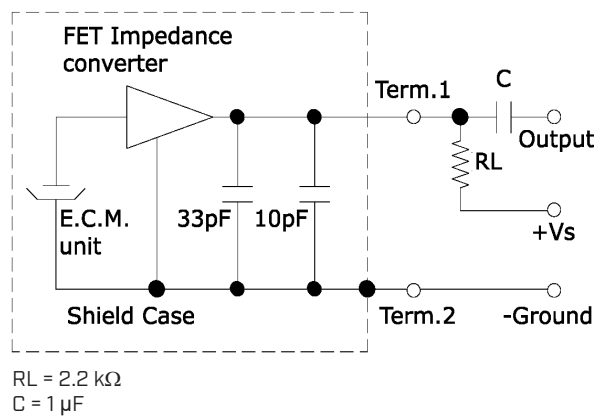 FET Impedance
converter
Term.1
C
Output
RL
+Vs
E.C.M.
unit
33pF
10pF
Shield Case
Term.2
-Ground
RL = 2.2 kΩ
C = 1 µF